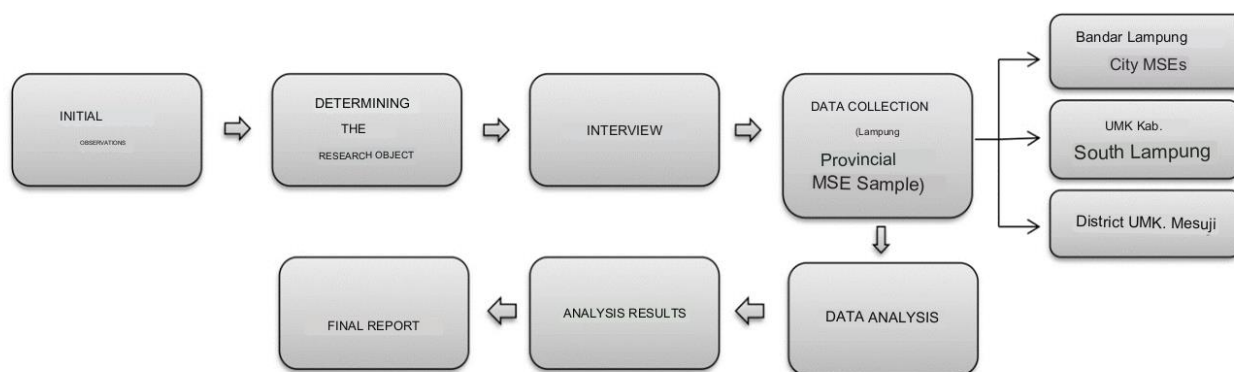 INITIAL
OBSERVATIONS
DETERMINING
THE
RESEARCH OBJECT
INTERVIEW
DATA COLLECTION
(Lampung
Provincial
MSE Sample)
Bandar Lampung
City MSEs
UMK Kab.
South Lampung
District UMK. Mesuji
FINAL REPORT
ANALYSIS RESULTS
DATA ANALYSIS